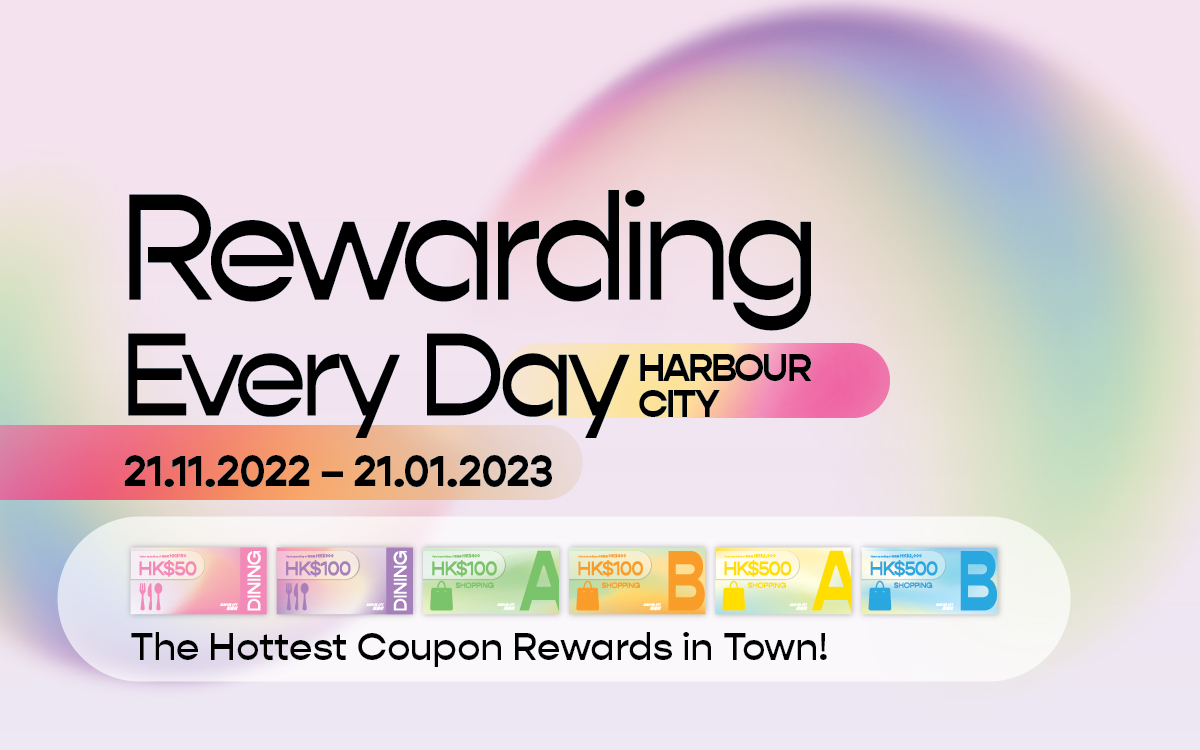 Rewarding
Every Day
HARBOUR
CITY
21.11.2022 – 21.01.2023
HK$50
DINING
HK$100
DINING
HK$100
SHOPPING
A
HK$100
SHOPPING
B
HK$500
SHOPPING
A
HK$500
SHOPPING
B
The Hottest Coupon Rewards in Town!